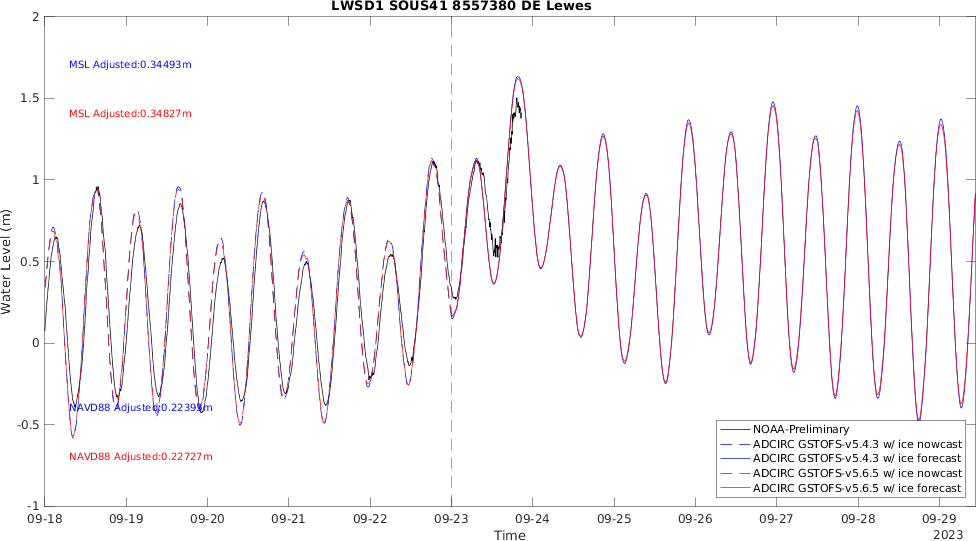 LWSD1 SOUS41 8557380 DE Lewes
2
1.5
1
0.5
0
-0.5
-1
Water Level (m)
MSL Adjusted:0.34493m
MSL Adjusted:0.34827m
NAVD88 Adjusted:0.22395m
NAVD88 Adjusted:0.22727m
NOAA-Preliminary
ADCIRC GSTOFS-v5.4.3 w/ ice nowcast
ADCIRC GSTOFS-v5.4.3 w/ ice forecast
ADCIRC GSTOFS-v5.6.5 w/ ice nowcast
ADCIRC GSTOFS-v5.6.5 w/ ice forecast
09-18 09-19 09-20 09-21 09-22 09-23 09-24 09-25 09-26 09-27 09-28 09-29
Time
2023